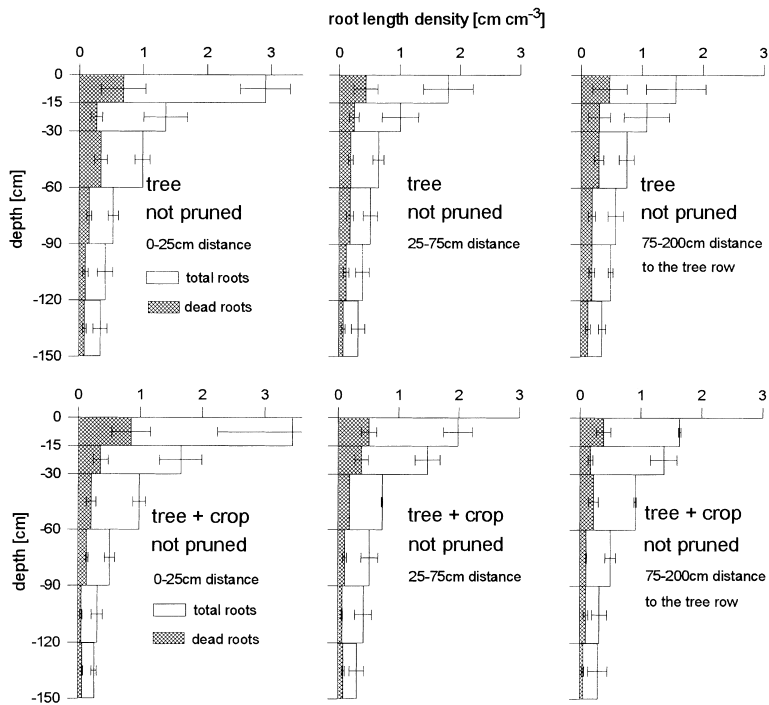 root length density [cm cm-3]
0 1 2 3
0 1 2 3
0 1 2 3
0
-15
-30
-60
-90
-120
-150
depth [cm]
tree
not pruned
0-25cm distance
total roots
dead roots
tree
not pruned
25-75cm distance
tree
not pruned
75-200cm distance
to the tree row
0 1 2 3
0 1 2 3
0 1 2 3
0
-15
-30
-60
-90
-120
-150
depth [cm]
tree + crop
not pruned
0-25cm distance
total roots
dead roots
tree + crop
not pruned
25-75cm distance
tree + crop
not pruned
75-200cm distance
to the tree row